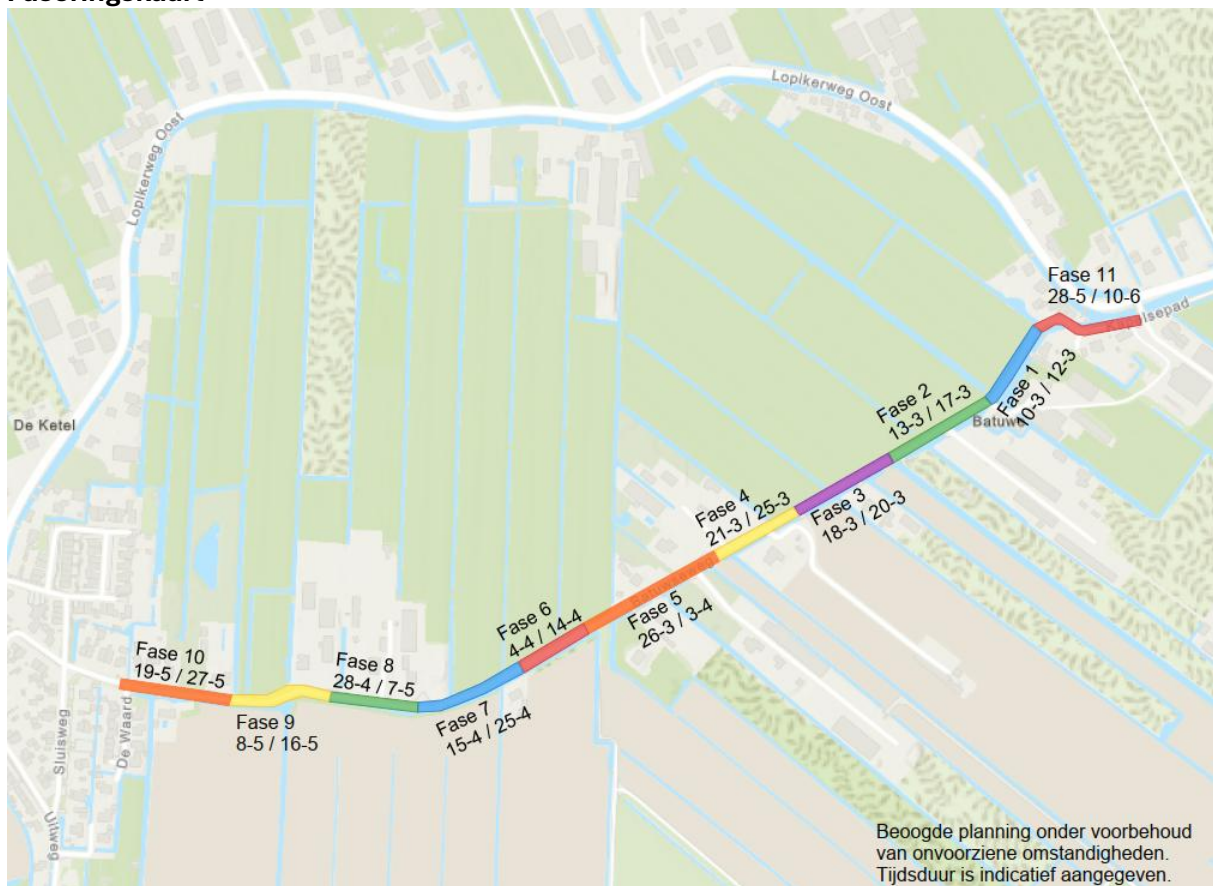 Lopikerweg Oost
Lopikerweg Oost
Fase 11
28-5 / 10-6
Fase 1
10-3 / 12-3
Fase 2
13-3 / 17-3
De Ketel
Fase 4
21-3 / 25-3
Fase 3
18-3 / 20-3
Fase 6
4-4 / 14-4
Fase 5
26-3 / 3-4
Fase 10
19-5 / 27-5
Fase 8
28-4 / 7-5
Fase 7
15-4 / 25-4
Fase 9
8-5 / 16-5
Sluisweg
De Waard
Uitweg
Beoogde planning onder voorbehoud
van onvoorziene omstandigheden.
Tijdsduur is indicatief aangegeven.